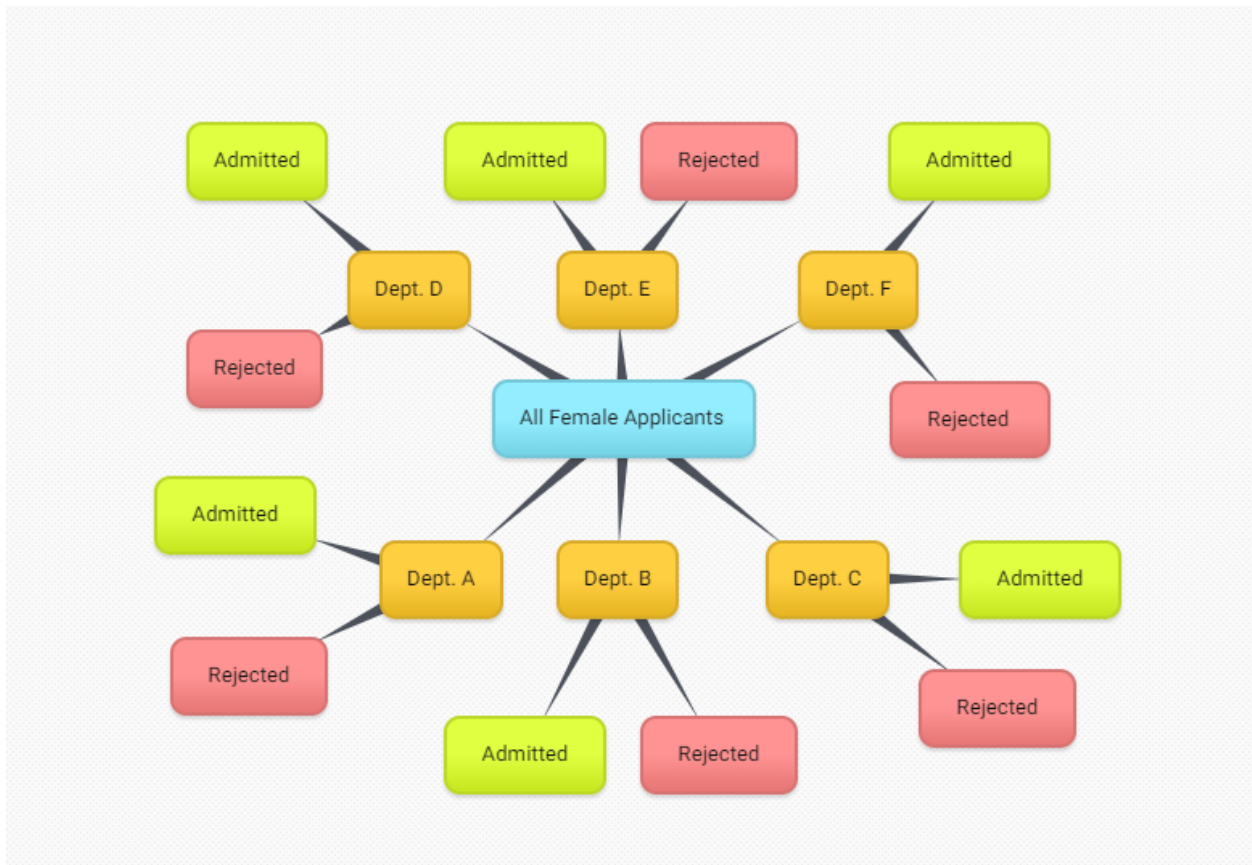 Admitted
Admitted
Rejected
Admitted
Dept. D
Dept. E
Dept. F
Rejected
All Female Applicants
Rejected
Admitted
Dept. A
Dept. B
Dept. C
Admitted
Rejected
Rejected
Admitted
Rejected